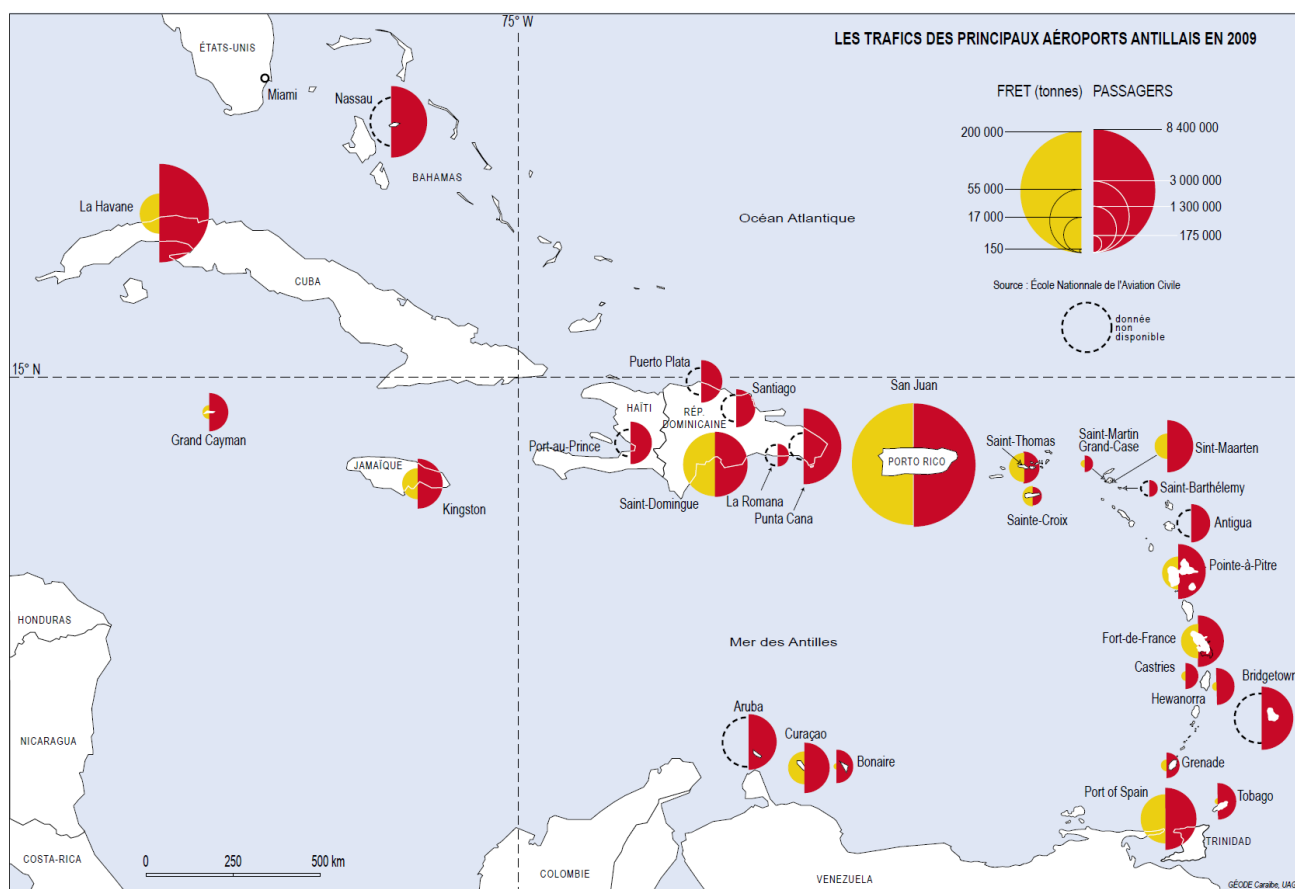 75° W
LES TRAFICS DES PRINCIPAUX AÉROPORTS ANTILLAIS EN 2009
ÉTATS-UNIS
Miami
Nassau
BAHAMAS
FRET (tonnes) PASSAGERS
200 000
8 400 000
55 000
3 000 000
17 000
1 300 000
150
175 000
Source : École Nationale de l'Aviation Civile
donnée
non
disponible
La Havane
CUBA
Océan Atlantique
15° N
Grand Cayman
JAMAÏQUE
Kingston
Puerto Plata
Santiago
HAÏTI
RÉP.
DOMINICAINE
Port-au-Prince
Saint-Domingue
La Romana
Punta Cana
San Juan
PORTO RICO
Saint-Thomas
Sainte-Croix
Saint-Martin
Grand-Case
Sint-Maarten
Saint-Barthélemy
Antigua
Pointe-à-Pitre
HONDURAS
Mer des Antilles
Fort-de-France
Castries
Hewanorra
Bridgetown
NICARAGUA
Aruba
Curaçao
Bonaire
Grenade
Port of Spain
Tobago
TRINIDAD
COSTA-RICA
0
250
500 km
COLOMBIE
VENEZUELA
GÉODE Caraïbe, UAG